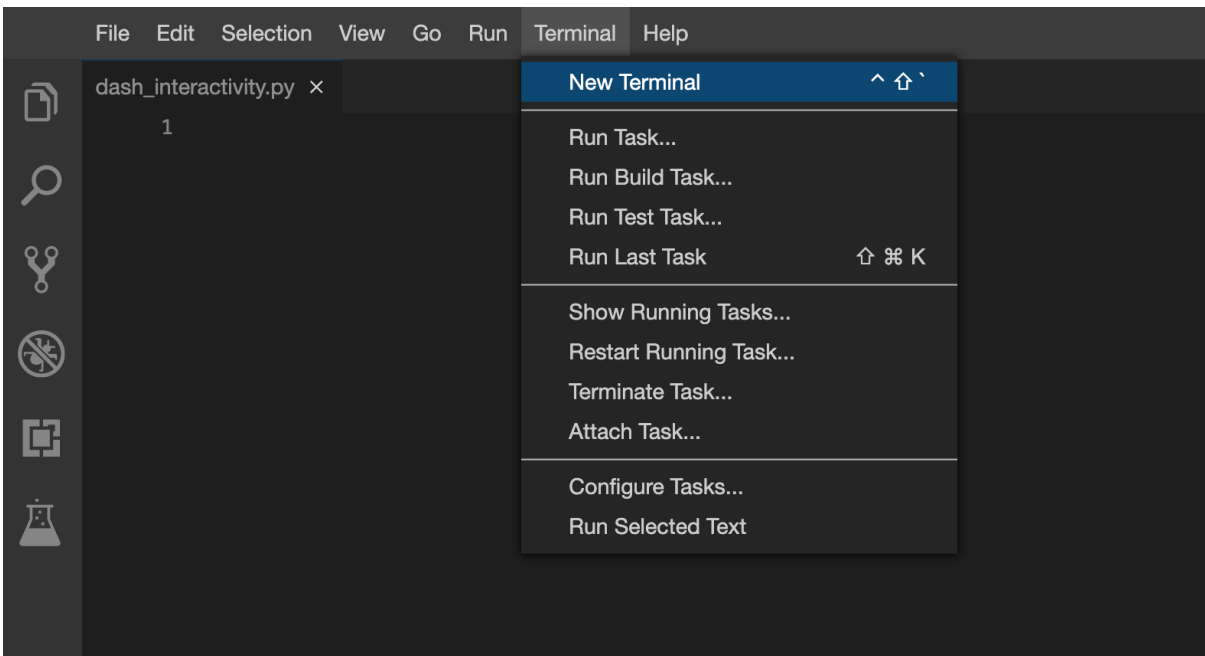 File Edit Selection View Go Run Terminal Help
dash_interactivity.py ×
1
New Terminal ^ ⇧ `
Run Task...
Run Build Task...
Run Test Task...
Run Last Task ⇧ ⌘ K
Show Running Tasks...
Restart Running Task...
Terminate Task...
Attach Task...
Configure Tasks...
Run Selected Text